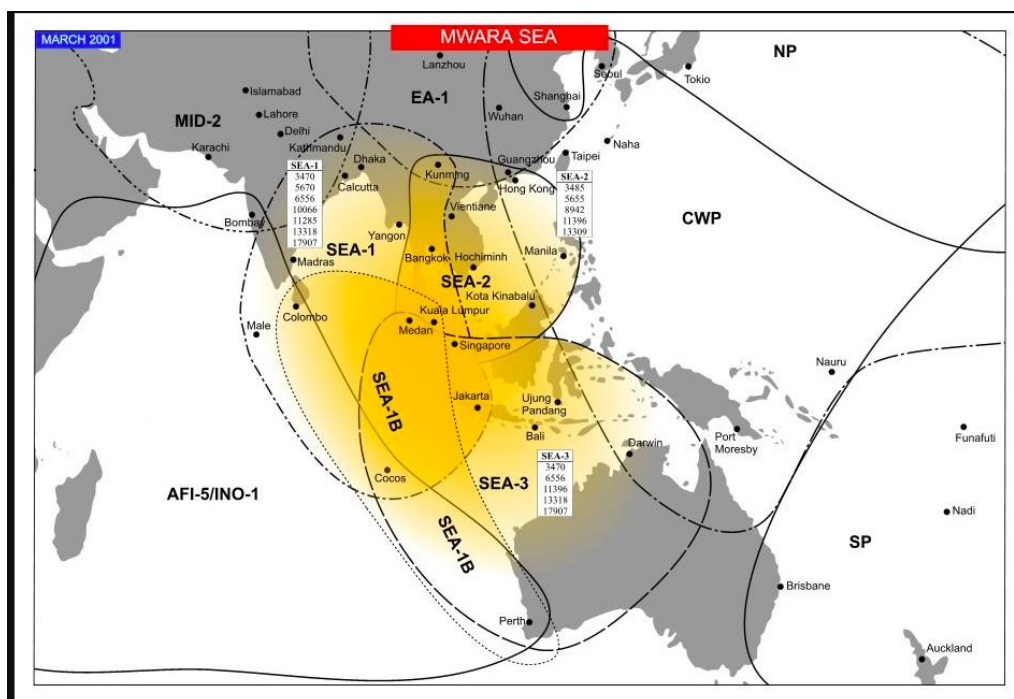 MARCH 2001
MWARA SEA
NP
Lanzhou
Seoul
Tokio
Islamabad
EA-1
Shanghai
Wuhan
Lahore
MID-2
Delhi
Naha
Kathmandu
Karachi
Taipei
Dhaka
Guangzhou
Kunming
Hong Kong
Calcutta
SEA-1
3470
5670
6556
10066
11285
13318
17907
SEA-2
3485
5655
8942
11396
13309
Bombay
Vientiane
CWP
Yangon
SEA-1
Bangkok
Hochiminh
Manila
Madras
SEA-2
Kota Kinabalu
Colombo
Kuala Lumpur
Medan
Male
Singapore
Nauru
SEA-1B
Jakarta
Ujung
Pandang
Bali
Darwin
Port
Moresby
Funafuti
SEA-3
3470
6556
11396
13318
17907
Cocos
SEA-3
AFI-5/INO-1
Nadi
SEA-1B
SP
Brisbane
Perth
Auckland